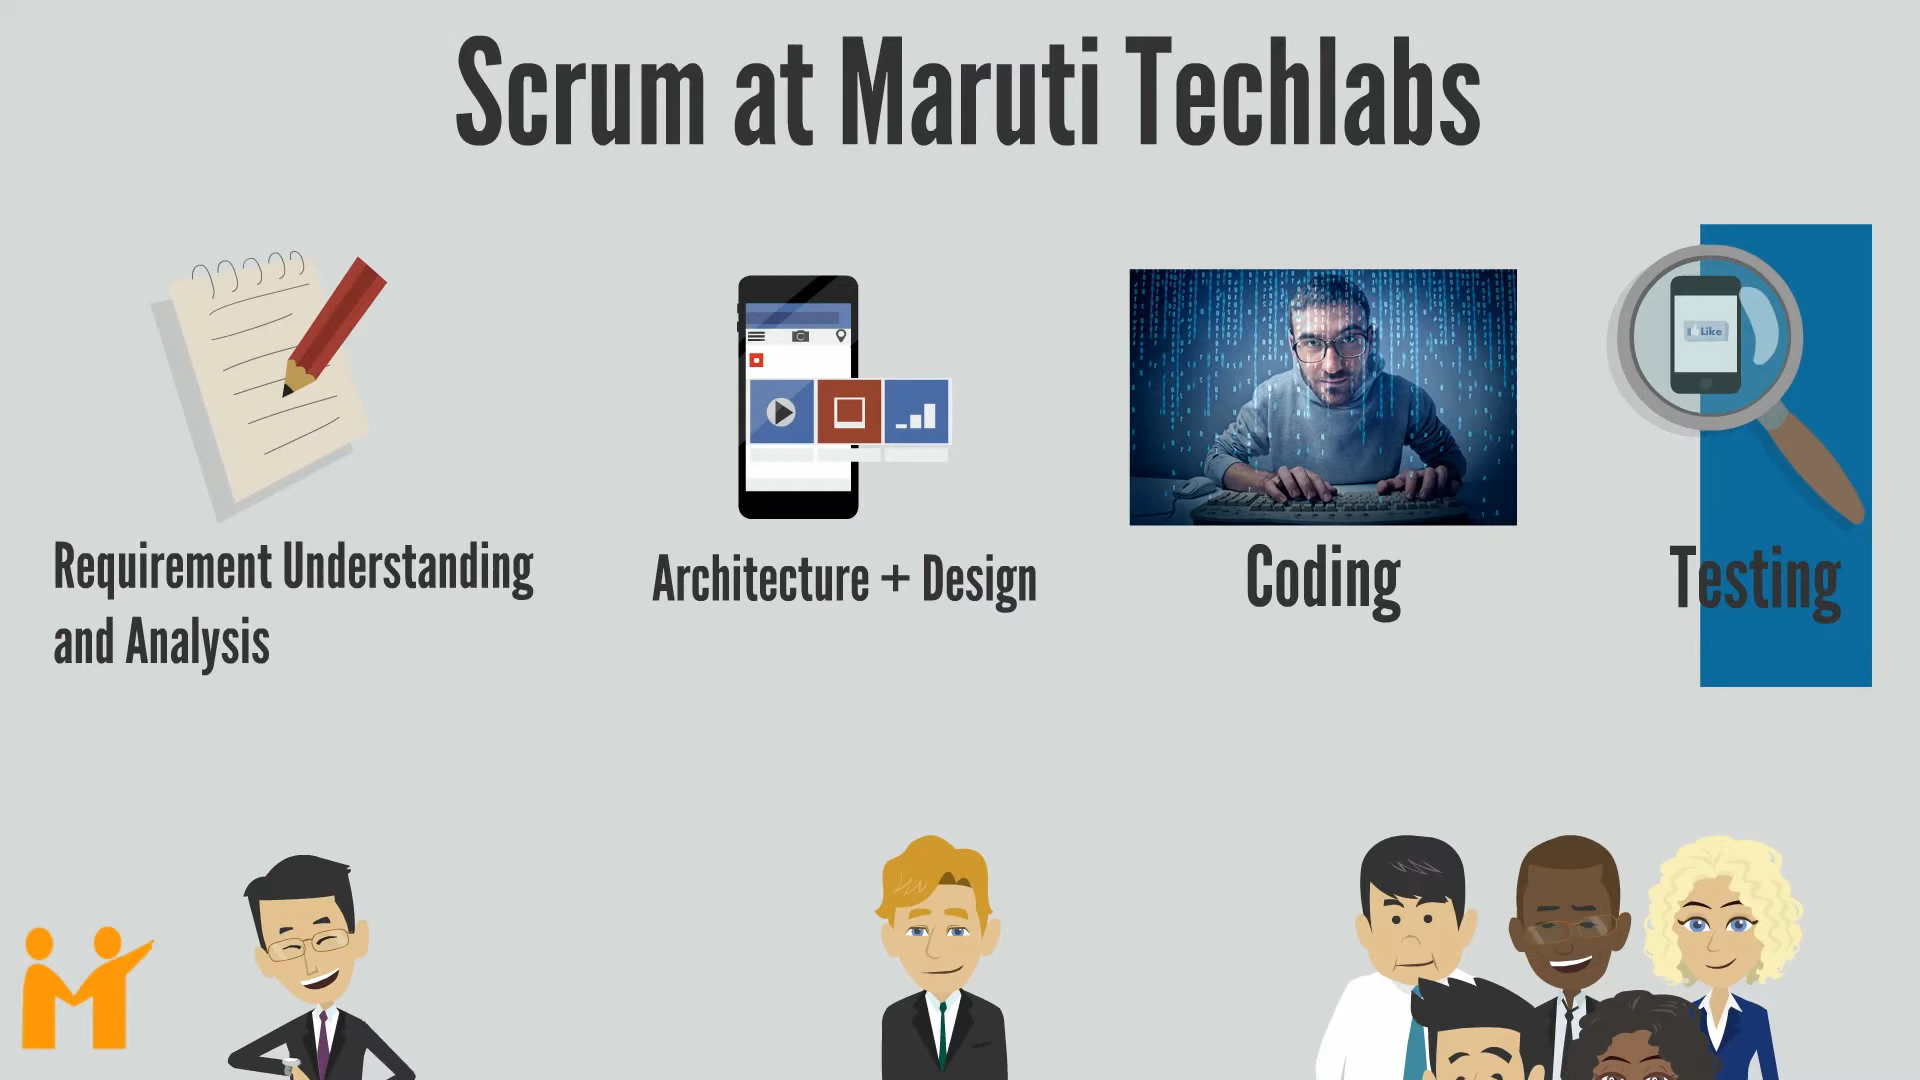 Scrum at Maruti Techlabs
Like
Requirement Understanding
and Analysis
Architecture + Design
Coding
Testing